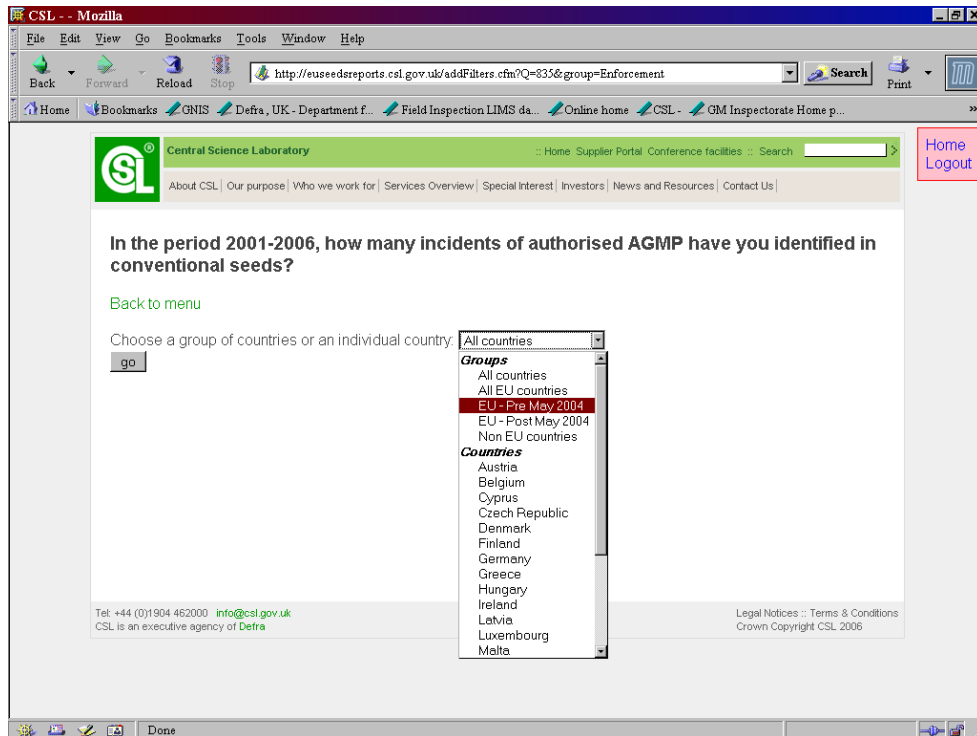 CSL - - Mozilla
File Edit View Go Bookmarks Tools Window Help
Back Forward Reload Stop http://euseedsreports.csl.gov.uk/addFilters.cfm?Q=835&group=Enforcement Search Print
Home Bookmarks GNIS Defra, UK - Department f... Field Inspection LIMS da... Online home CSL - GM Inspectorate Home p... »
CSL ® Central Science Laboratory :: Home Supplier Portal Conference facilities :: Search
Home
Logout
About CSL | Our purpose | Who we work for | Services Overview | Special Interest | Investors | News and Resources | Contact Us |
In the period 2001-2006, how many incidents of authorised AGMP have you identified in
conventional seeds?
Back to menu
Choose a group of countries or an individual country: All countries
go
Groups
All countries
All EU countries
EU - Pre May 2004
EU - Post May 2004
Non EU countries
Countries
Austria
Belgium
Cyprus
Czech Republic
Denmark
Finland
Germany
Greece
Hungary
Ireland
Latvia
Luxembourg
Malta
Tel: +44 (0)1904 462000 info@csl.gov.uk
CSL is an executive agency of Defra
Legal Notices :: Terms & Conditions
Crown Copyright CSL 2006
Done